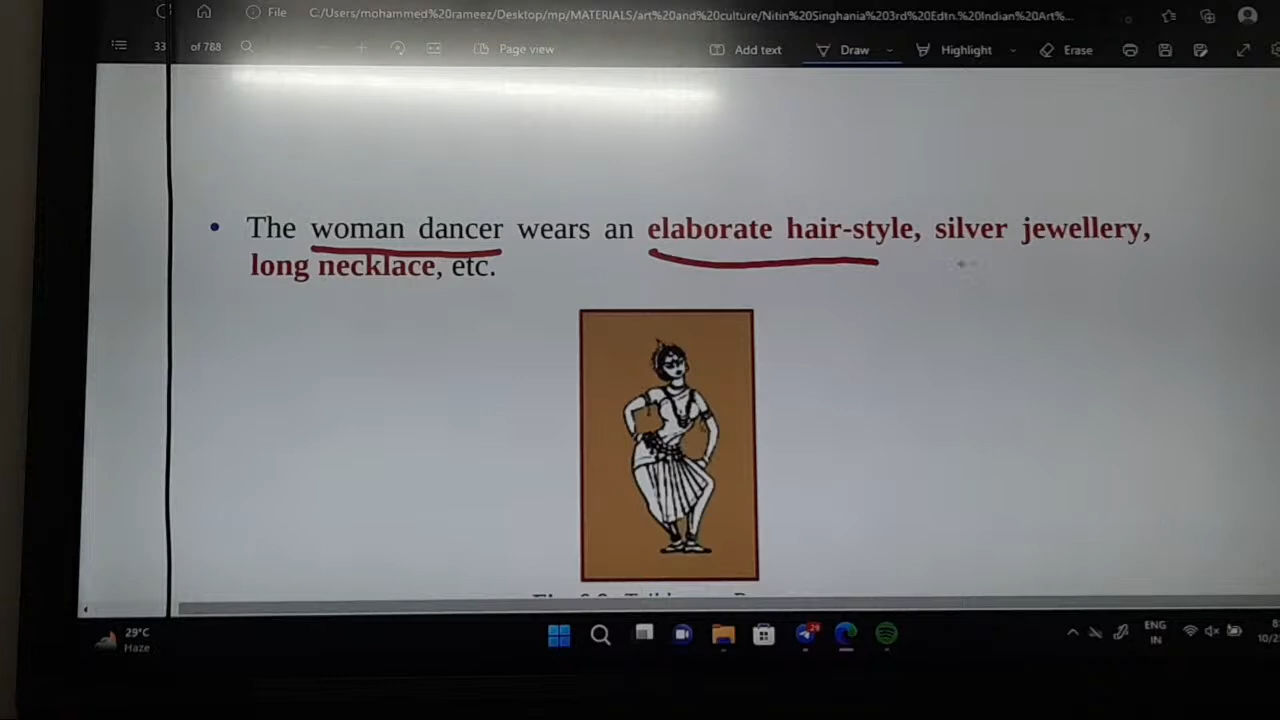 File C:/Users/mohammed%20rameez/Desktop/mp/MATERIALS/art%20and%20culture/Nitin%20Singhania%203rd%20Edtn.%20Indian%20Art%...
33 of 788 Page view Add text Draw Highlight Erase
• The woman dancer wears an elaborate hair-style, silver jewellery,
long necklace, etc.
29°C
Haze
29
ENG
IN